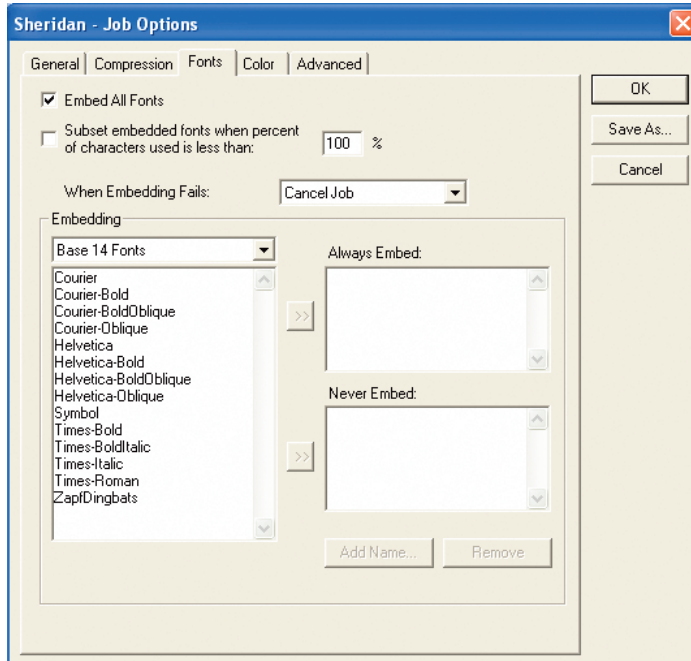 Sheridan - Job Options
General
Compression
Fonts
Color
Advanced
Embed All Fonts
Subset embedded fonts when percent
of characters used is less than:
100 %
When Embedding Fails:
Cancel Job
Embedding
Base 14 Fonts
Courier
Courier-Bold
Courier-BoldOblique
Courier-Oblique
Helvetica
Helvetica-Bold
Helvetica-BoldOblique
Helvetica-Oblique
Symbol
Times-Bold
Times-BoldItalic
Times-Italic
Times-Roman
ZapfDingbats
>>
>>
Always Embed:
Never Embed:
Add Name...
Remove
OK
Save As...
Cancel